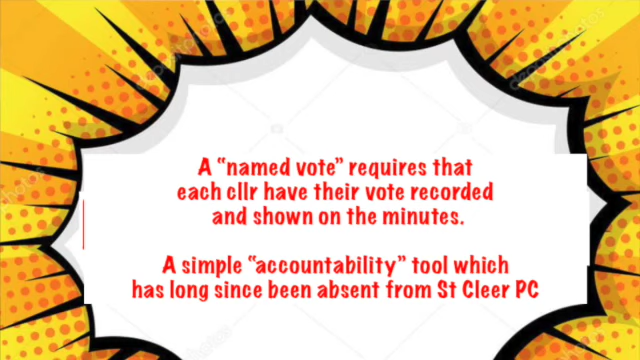 A "named vote" requires that
each cllr have their vote recorded
and shown on the minutes.
A simple "accountability" tool which
has long since been absent from St Cleer PC